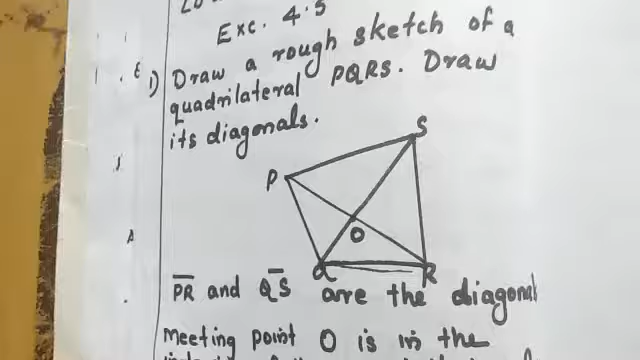 Exc. 4.5
1) Draw a rough sketch of a
quadrilateral PQRS. Draw
its diagonals.
S
P
O
Q
R
PR and QS are the diagonal
Meeting point O is in the